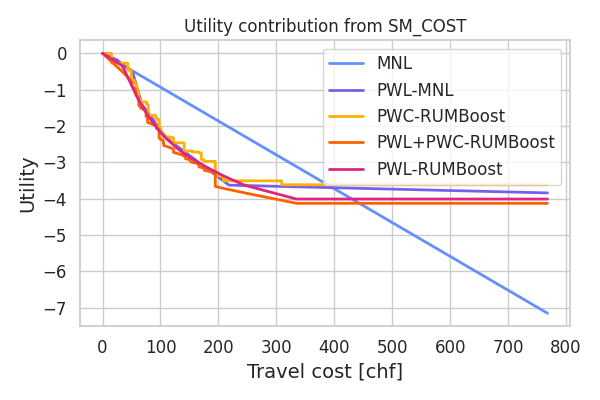 Utility contribution from SM_COST
MNL
PWL-MNL
PWC-RUMBoost
PWL+PWC-RUMBoost
PWL-RUMBoost
Utility
0
−1
−2
−3
−4
−5
−6
−7
0 100 200 300 400 500 600 700 800
Travel cost [chf]